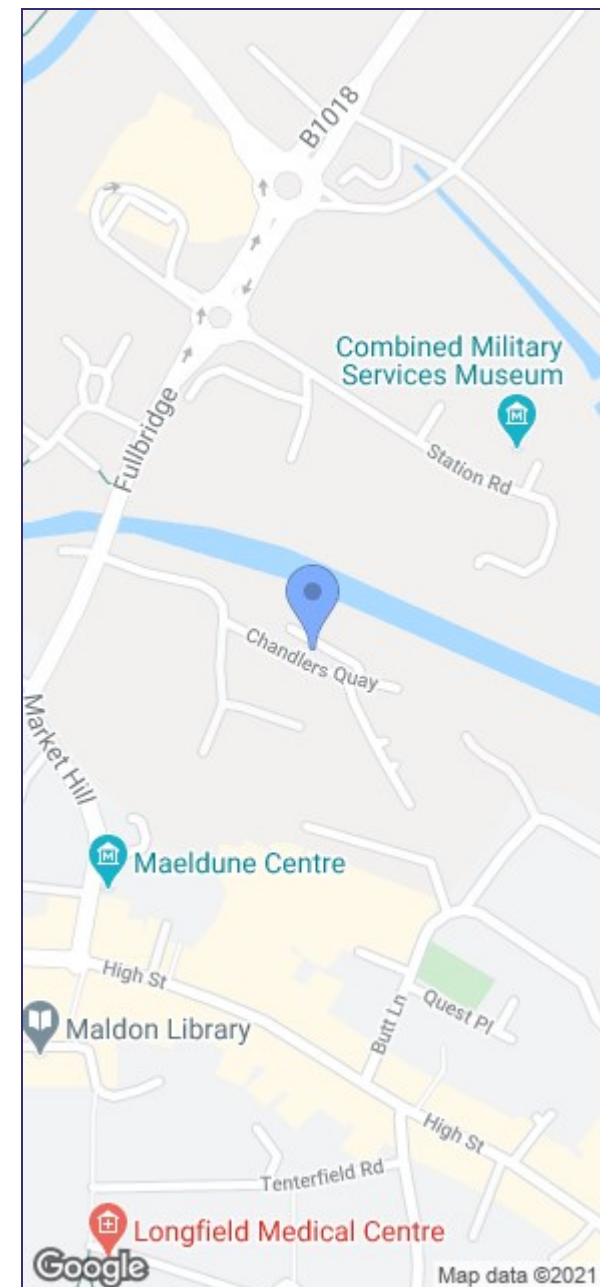 B1018
Combined Military
Services Museum
Fullbridge
Station Rd
Chandlers Quay
Market Hill
Maeldune Centre
High St
Quest Pl
Maldon Library
Butt Ln
High St
Tenterfield Rd
Longfield Medical Centre
Google
Map data ©2021